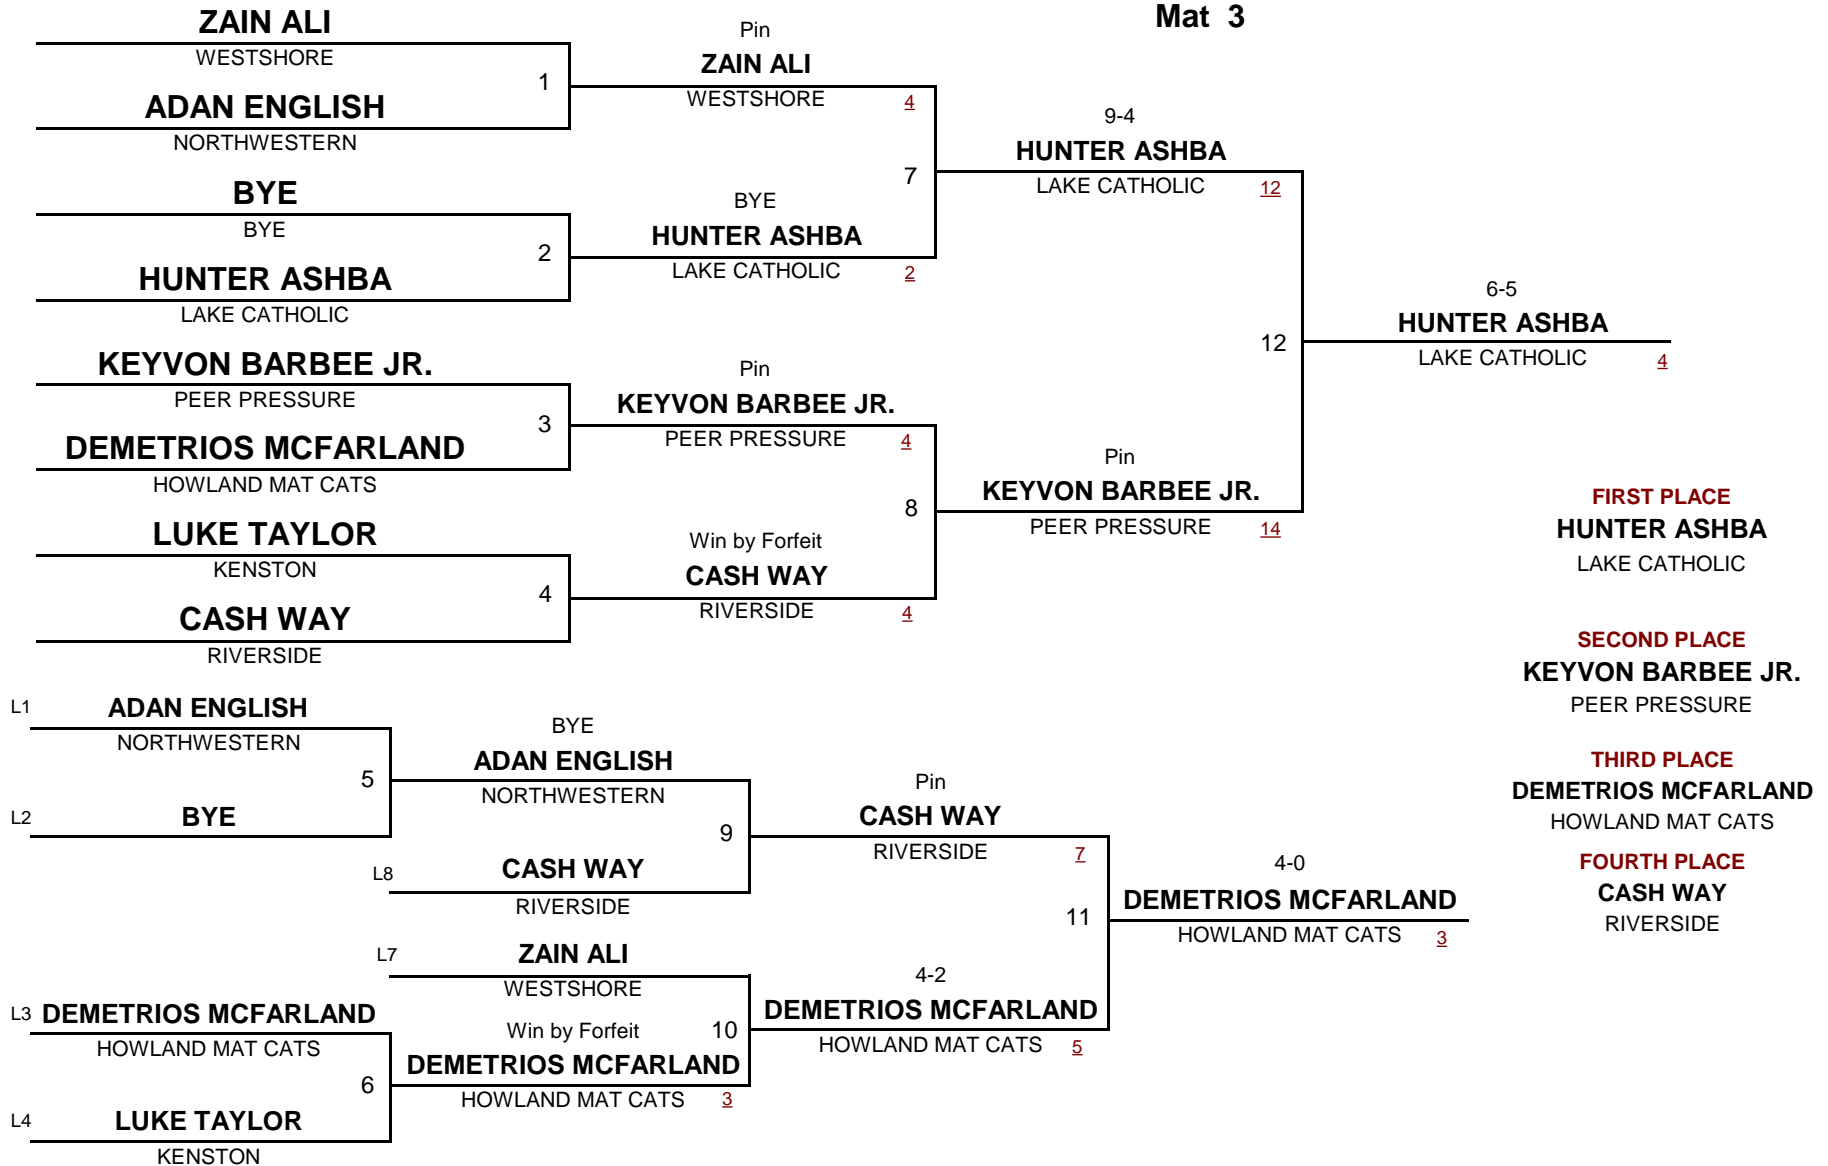 Mat 3
ZAIN ALI
WESTSHORE
1
ADAN ENGLISH
NORTHWESTERN
BYE
BYE
2
HUNTER ASHBA
LAKE CATHOLIC
KEYVON BARBEE JR.
PEER PRESSURE
3
DEMETRIOS MCFARLAND
HOWLAND MAT CATS
LUKE TAYLOR
KENSTON
4
CASH WAY
RIVERSIDE
Pin
ZAIN ALI
WESTSHORE 4
7
BYE
HUNTER ASHBA
LAKE CATHOLIC 2
Pin
KEYVON BARBEE JR.
PEER PRESSURE 4
8
Win by Forfeit
CASH WAY
RIVERSIDE 4
9-4
HUNTER ASHBA
LAKE CATHOLIC 12
12
Pin
KEYVON BARBEE JR.
PEER PRESSURE 14
6-5
HUNTER ASHBA
LAKE CATHOLIC 4
FIRST PLACE
HUNTER ASHBA
LAKE CATHOLIC
SECOND PLACE
KEYVON BARBEE JR.
PEER PRESSURE
THIRD PLACE
DEMETRIOS MCFARLAND
HOWLAND MAT CATS
FOURTH PLACE
CASH WAY
RIVERSIDE
L1 ADAN ENGLISH
NORTHWESTERN
5
L2 BYE
L3 DEMETRIOS MCFARLAND
HOWLAND MAT CATS
6
L4 LUKE TAYLOR
KENSTON
BYE
ADAN ENGLISH
NORTHWESTERN
9
L8 CASH WAY
RIVERSIDE
L7 ZAIN ALI
WESTSHORE
Win by Forfeit 10
DEMETRIOS MCFARLAND
HOWLAND MAT CATS 3
Pin
CASH WAY
RIVERSIDE 7
11
4-2
DEMETRIOS MCFARLAND
HOWLAND MAT CATS 5
4-0
DEMETRIOS MCFARLAND
HOWLAND MAT CATS 3